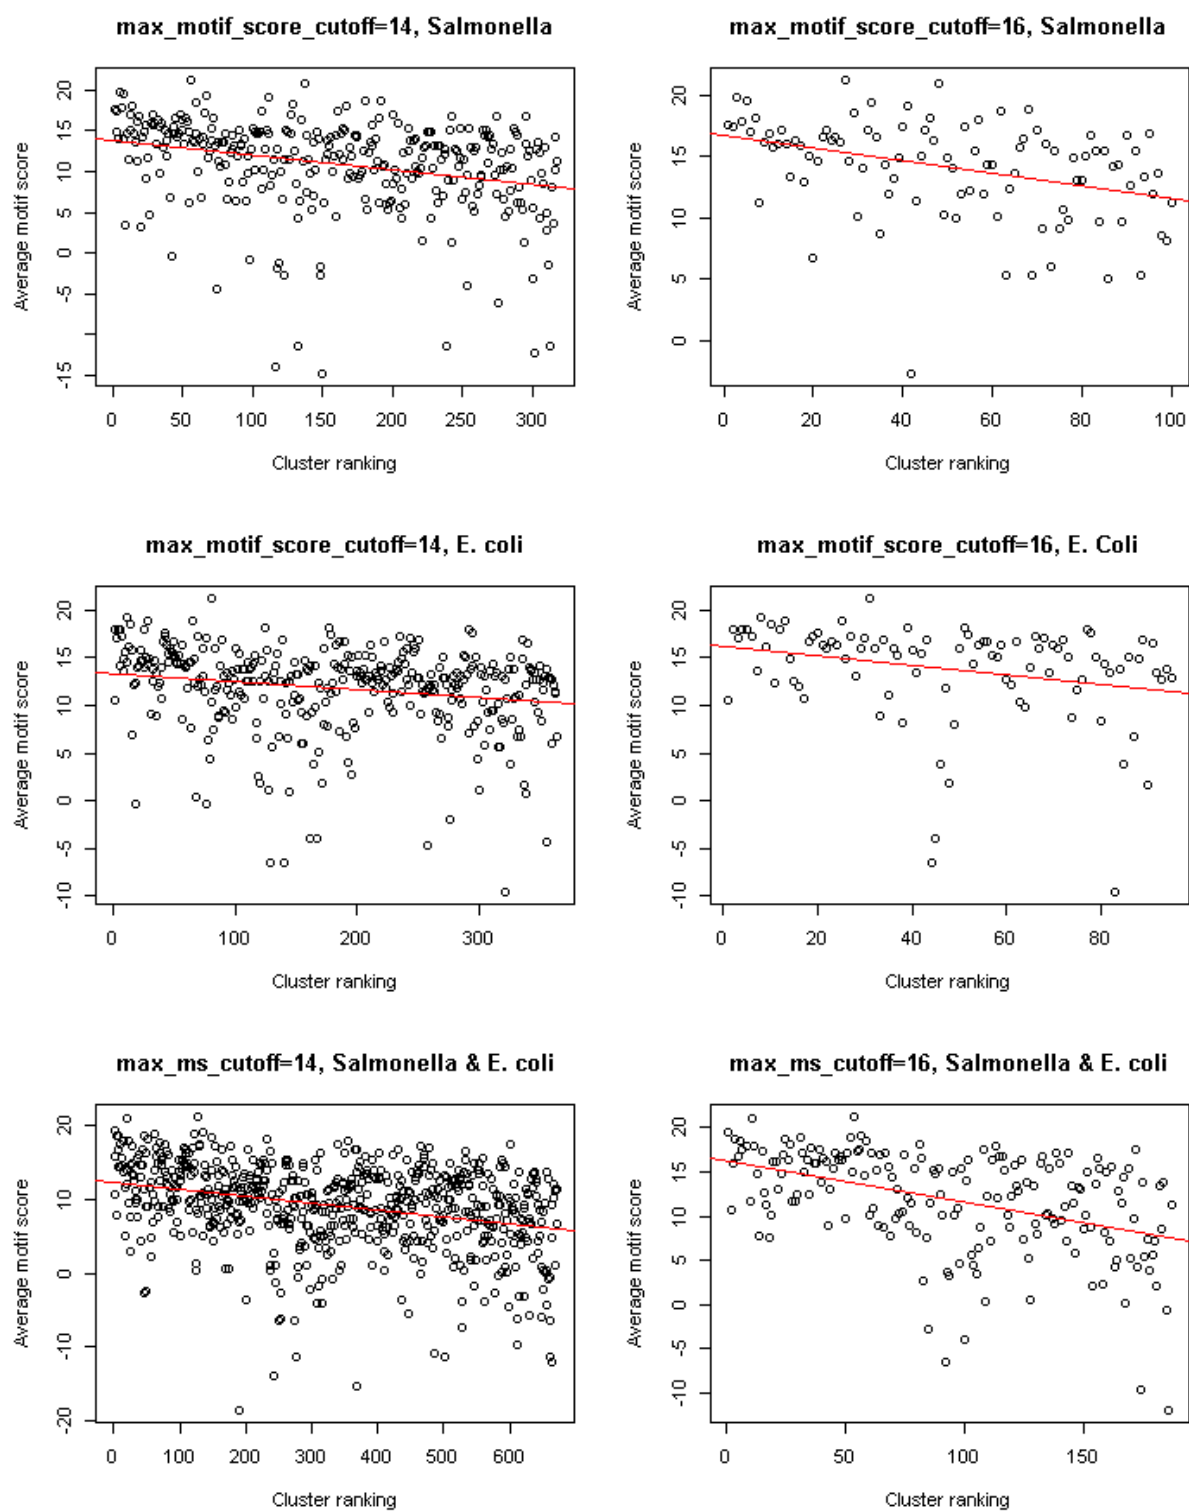 max_motif_score_cutoff=14, Salmonella
Average motif score
20
15
10
5
0
-5
-15
0 50 100 150 200 250 300
Cluster ranking
max_motif_score_cutoff=16, Salmonella
Average motif score
20
15
10
5
0
0 20 40 60 80 100
Cluster ranking
max_motif_score_cutoff=14, E. coli
Average motif score
20
15
10
5
0
-5
-10
0 100 200 300
Cluster ranking
max_motif_score_cutoff=16, E. Coli
Average motif score
20
15
10
5
0
-5
-10
0 20 40 60 80
Cluster ranking
max_ms_cutoff=14, Salmonella & E. coli
Average motif score
20
10
0
-10
-20
0 100 200 300 400 500 600
Cluster ranking
max_ms_cutoff=16, Salmonella & E. coli
Average motif score
20
15
10
5
0
-5
-10
0 50 100 150
Cluster ranking